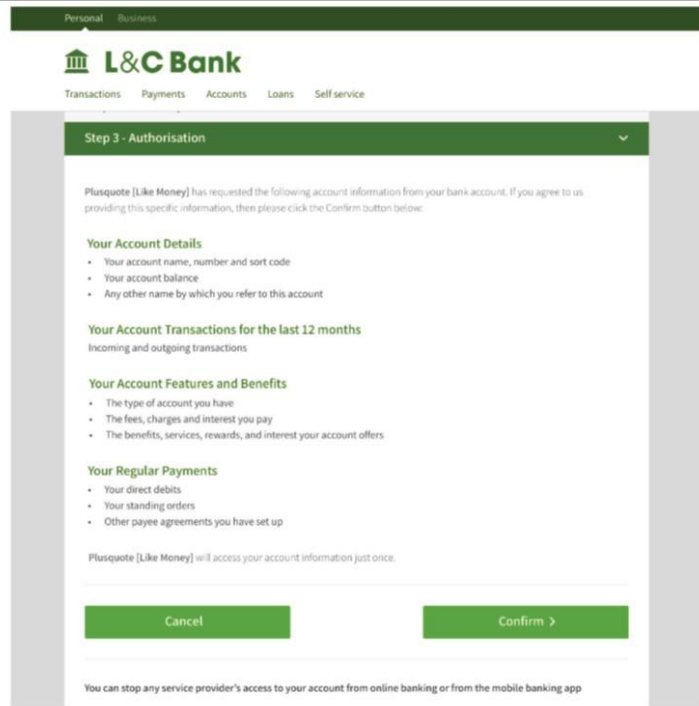 Personal Business
L&C Bank
Transactions Payments Accounts Loans Self service
Step 3 - Authorisation
Plusquote [Like Money] has requested the following account information from your bank account. If you agree to us
providing this specific information, then please click the Confirm button below:
Your Account Details
• Your account name, number and sort code
• Your account balance
• Any other name by which you refer to this account
Your Account Transactions for the last 12 months
Incoming and outgoing transactions
Your Account Features and Benefits
• The type of account you have
• The fees, charges and interest you pay
• The benefits, services, rewards, and interest your account offers
Your Regular Payments
• Your direct debits
• Your standing orders
• Other payee agreements you have set up
Plusquote [Like Money] will access your account information just once.
Cancel Confirm >
You can stop any service provider's access to your account from online banking or from the mobile banking app